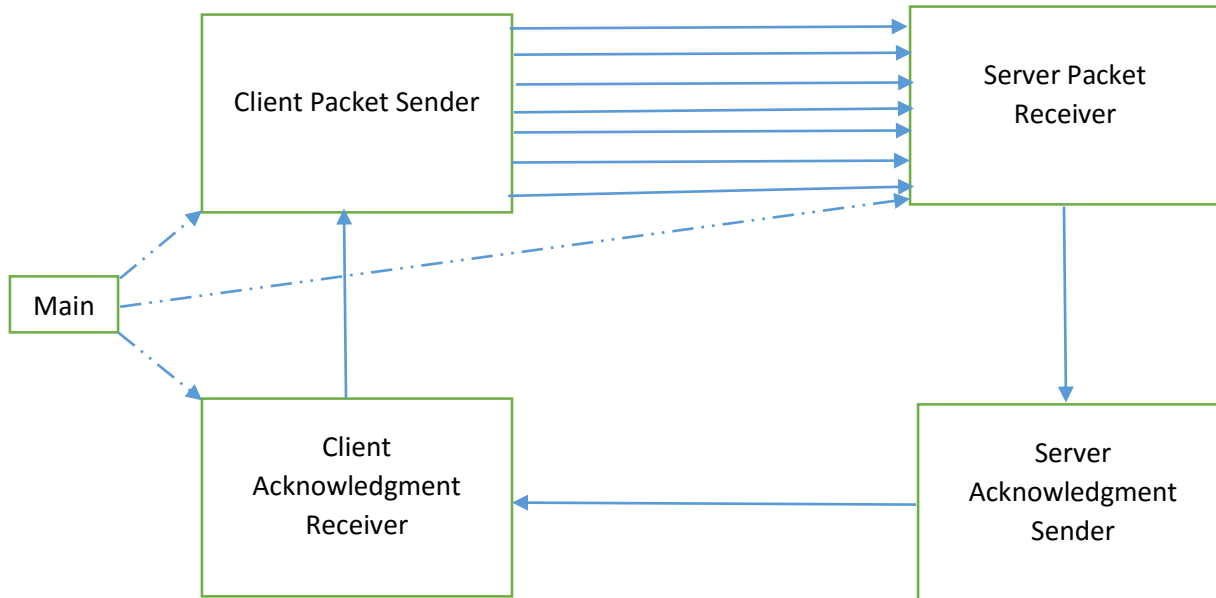 Client Packet Sender
Server Packet
Receiver
Main
Client
Acknowledgment
Receiver
Server
Acknowledgment
Sender